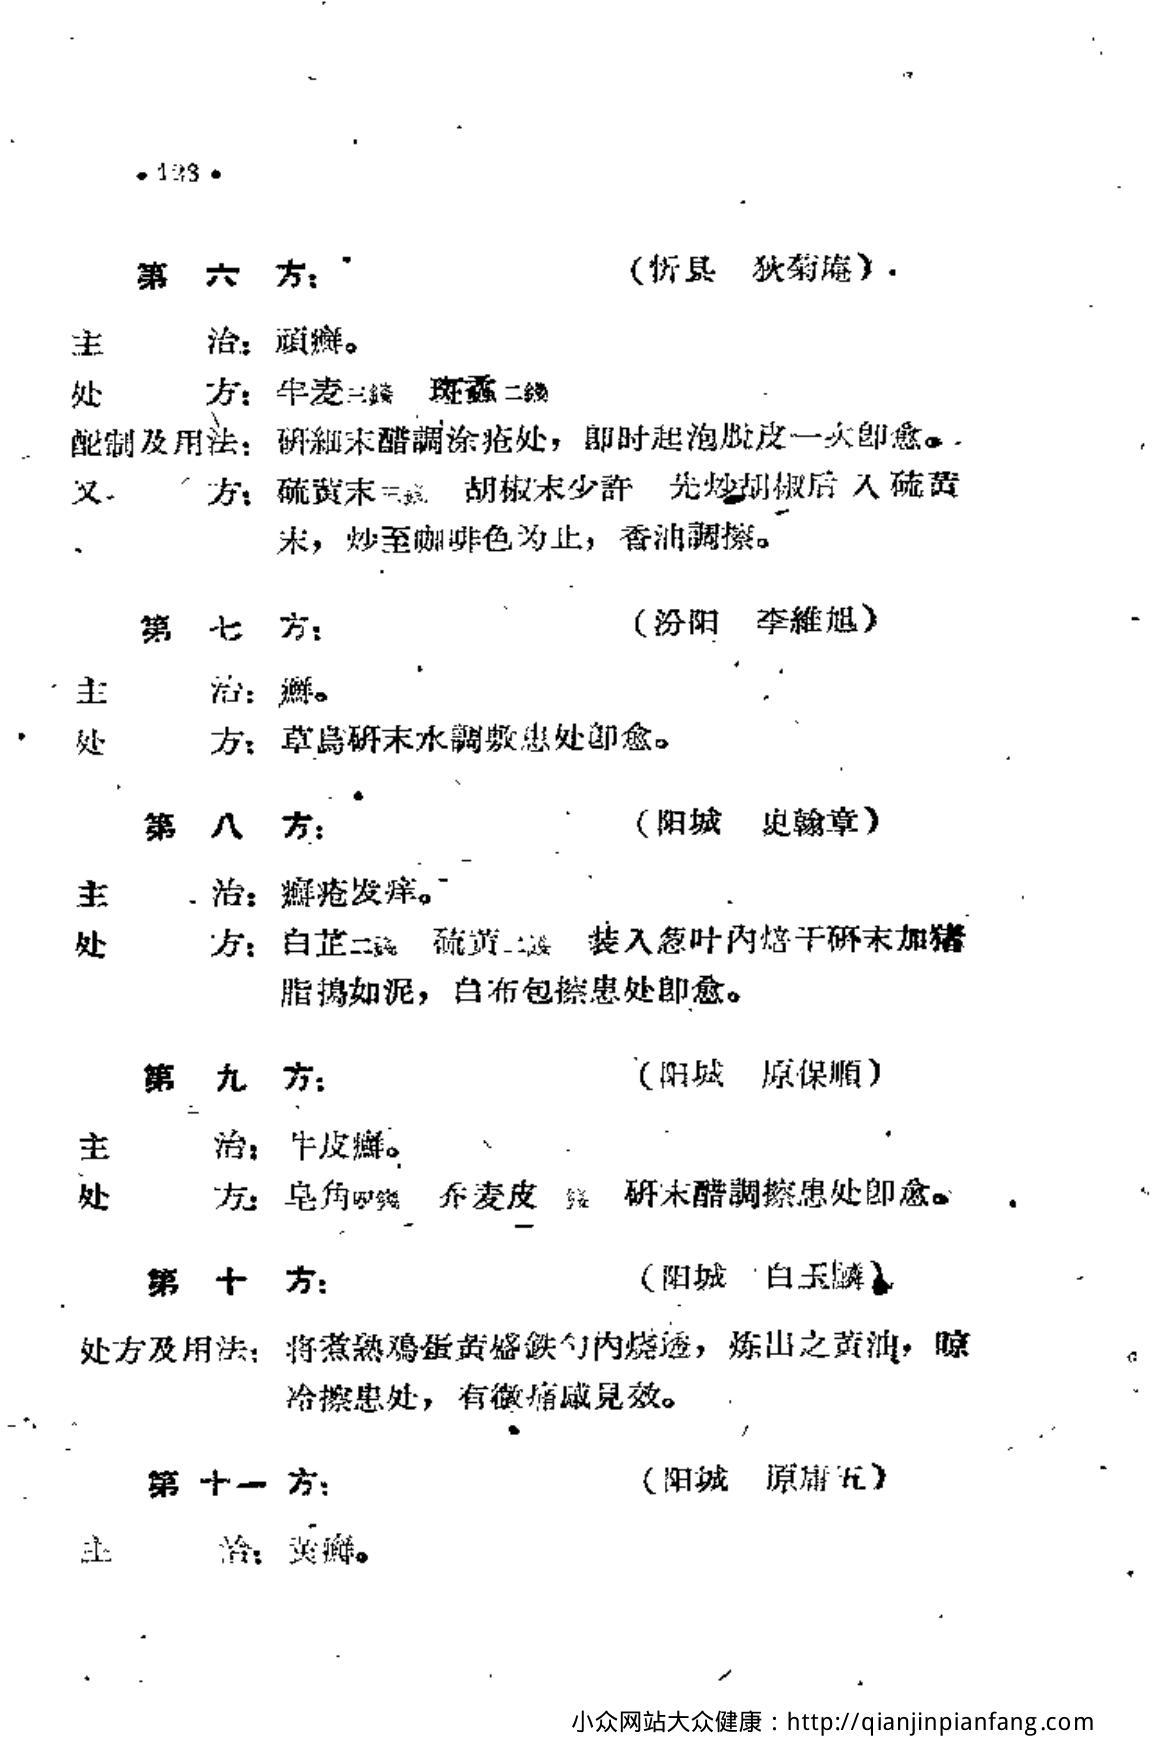 • 128 •
第六方： （忻县 狄菊庵）
主治：頑癬。
处方：牛麦三錢 斑蝥二錢
配制及用法：研細末醋調涂疮处，即时起泡脫皮一次即愈。
又方：硫黄末三錢 胡椒末少許 先炒胡椒后入硫黄
末，炒至咖啡色为止，香油調擦。
第七方： （汾阳 李維旭）
主治：癬。
处方：草烏研末水調敷患处即愈。
第八方： （阳城 史翰章）
主治：癬疮发痒。
处方：白芷二錢 硫黄二錢 装入葱叶內焙干研末加猪
脂搗如泥，白布包擦患处即愈。
第九方： （阳城 原保順）
主治：牛皮癬。
处方：皂角四錢 乔麦皮 錢 研末醋調擦患处即愈。
第十方： （阳城 白玉麟）
处方及用法：将煮熟鸡蛋黄盛鉄勺內烧透，炼出之黄油，晾
冷擦患处，有微痛感見效。
第十一方： （阳城 原庸五）
主治：黄癬。
小众网站大众健康：http://qianjinpianfang.com